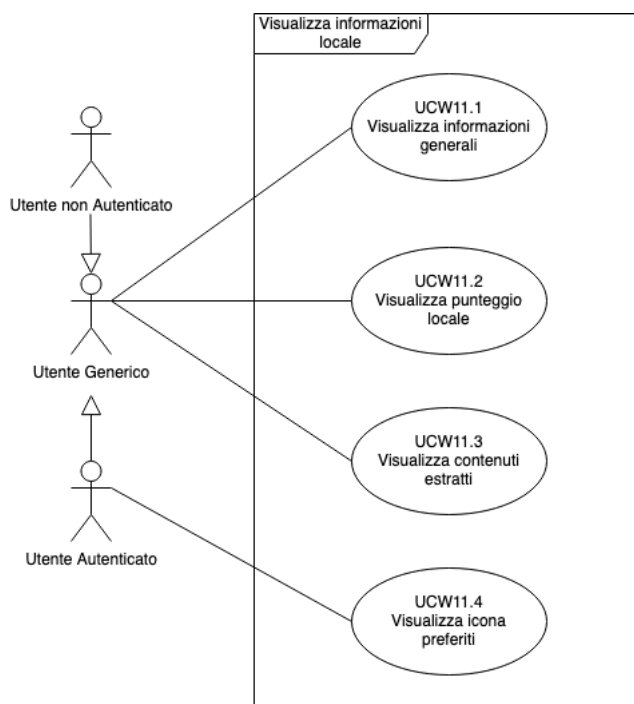 Visualizza informazioni
locale
UCW11.1
Visualizza informazioni
generali
Utente non Autenticato
UCW11.2
Visualizza punteggio
locale
Utente Generico
UCW11.3
Visualizza contenuti
estratti
Utente Autenticato
UCW11.4
Visualizza icona
preferiti